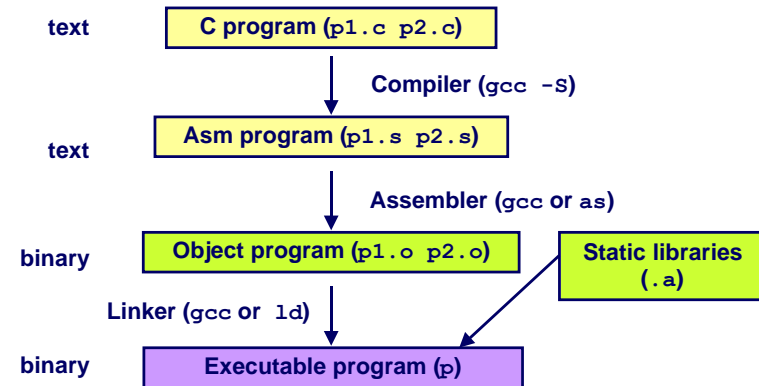 text
C program (p1.c p2.c)
Compiler (gcc -S)
text
Asm program (p1.s p2.s)
Assembler (gcc or as)
binary
Object program (p1.o p2.o)
Static libraries
(.a)
Linker (gcc or ld)
binary
Executable program (p)